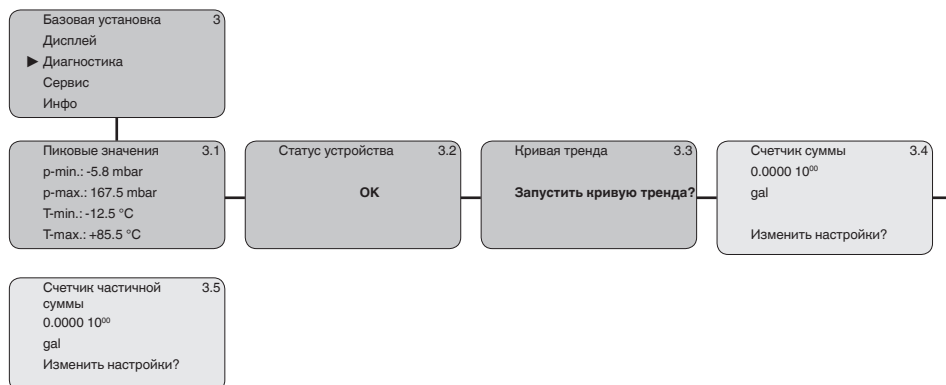 Базовая установка 3
Дисплей
▶ Диагностика
Сервис
Инфо
Пиковые значения 3.1
p-min.: -5.8 mbar
p-max.: 167.5 mbar
T-min.: -12.5 °C
T-max.: +85.5 °C
Статус устройства 3.2
OK
Кривая тренда 3.3
Запустить кривую тренда?
Счетчик суммы 3.4
0.0000 10⁰⁰
gal
Изменить настройки?
Счетчик частичной 3.5
суммы
0.0000 10⁰⁰
gal
Изменить настройки?